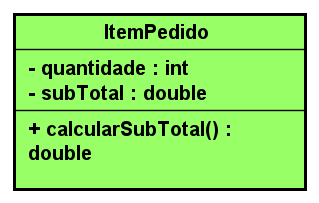 ItemPedido
- quantidade : int
- subTotal : double
+ calcularSubTotal() :
double